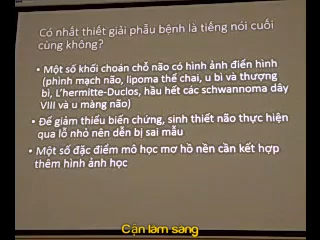 Có nhất thiết giải phẫu bệnh là tiếng nói cuối
cùng không?
• Một số khối choán chỗ não có hình ảnh điển hình
(phình mạch não, lipoma thể chai, u bì và thượng
bì, L'hermitte-Duclos, hầu hết các schwannoma dây
VIII và u màng não)
• Để giảm thiểu biến chứng, sinh thiết não thực hiện
qua lỗ nhỏ nên dễn bị sai mẫu
• Một số đặc điểm mô học mơ hồ nền cần kết hợp
thêm hình ảnh học
Cận lâm sàng